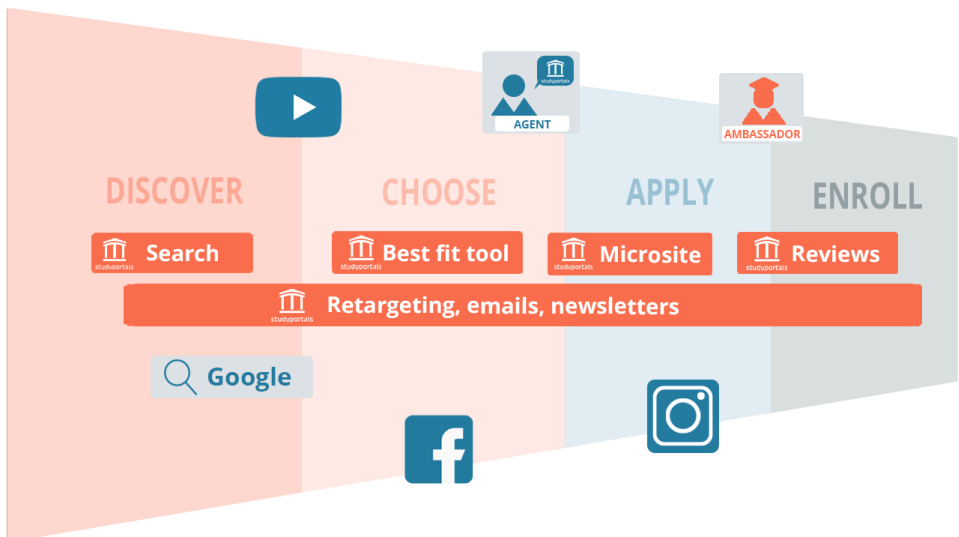 studyportals
AGENT
AMBASSADOR
DISCOVER
CHOOSE
APPLY
ENROLL
studyportals
Search
studyportals
Best fit tool
studyportals
Microsite
studyportals
Reviews
studyportals
Retargeting, emails, newsletters
Google